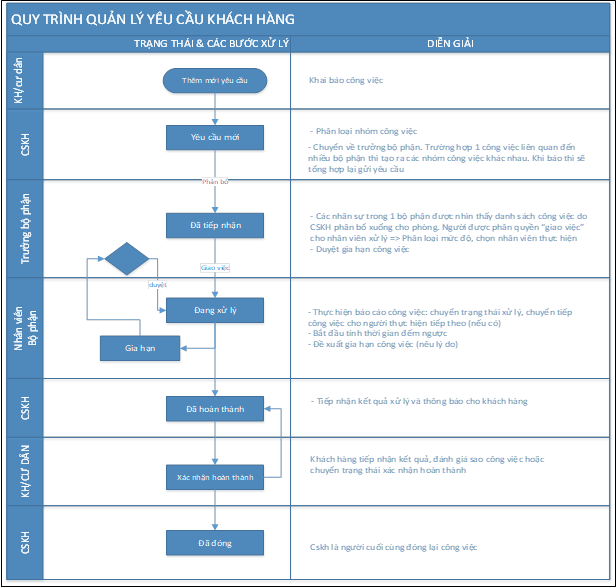 QUY TRÌNH QUẢN LÝ YÊU CẦU KHÁCH HÀNG
TRẠNG THÁI & CÁC BƯỚC XỬ LÝ
DIỄN GIẢI
KH/cư dân
Thêm mới yêu cầu
Khai báo công việc
CSKH
Yêu cầu mới
- Phân loại nhóm công việc
- Chuyển về trưởng bộ phận. Trường hợp 1 công việc liên quan đến
nhiều bộ phận thì tạo ra các nhóm công việc khác nhau. Khi báo thì sẽ
tổng hợp lại gửi yêu cầu
Phân bổ
Trưởng bộ phận
Đã tiếp nhận
- Các nhân sự trong 1 bộ phận được nhìn thấy danh sách công việc do
CSKH phân bổ xuống cho phòng. Người được phân quyền "giao việc"
cho nhân viên xử lý => Phân loại mức độ, chọn nhân viên thực hiện
- Duyệt gia hạn công việc
Giao việc
duyệt
Nhân viên
Bộ phận
Đang xử lý
Gia hạn
- Thực hiện báo cáo công việc: chuyển trạng thái xử lý, chuyển tiếp
công việc cho người thực hiện tiếp theo (nếu có)
- Bắt đầu tính thời gian đếm ngược
- Đề xuất gia hạn công việc (nêu lý do)
CSKH
Đã hoàn thành
- Tiếp nhận kết quả xử lý và thông báo cho khách hàng
KH/CƯ DÂN
Xác nhận hoàn thành
Khách hàng tiếp nhận kết quả, đánh giá sao công việc hoặc
chuyển trạng thái xác nhận hoàn thành
CSKH
Đã đóng
Cskh là người cuối cùng đóng lại công việc